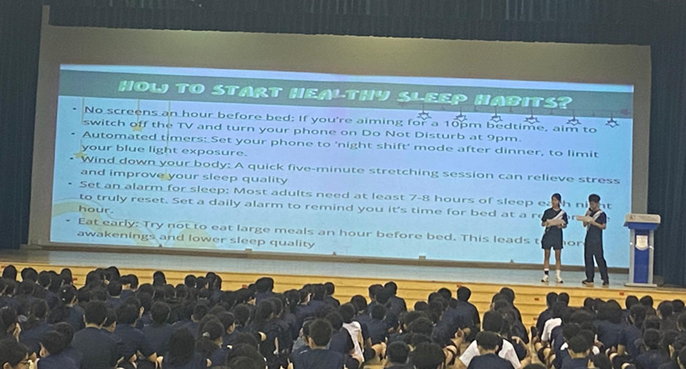 HOW TO START HEALTHY SLEEP HABITS?
• No screens an hour before bed: If you're aiming for a 10pm bedtime, aim to
switch off the TV and turn your phone on Do Not Disturb at 9pm.
• Automated timers: Set your phone to 'night shift' mode after dinner, to limit
your blue light exposure.
• Wind down your body: A quick five-minute stretching session can relieve stress
and improve your sleep quality
• Set an alarm for sleep: Most adults need at least 7-8 hours of sleep each night
to truly reset. Set a daily alarm to remind you it's time for bed at a
hour.
• Eat early: Try not to eat large meals an hour before bed. This leads
awakenings and lower sleep quality